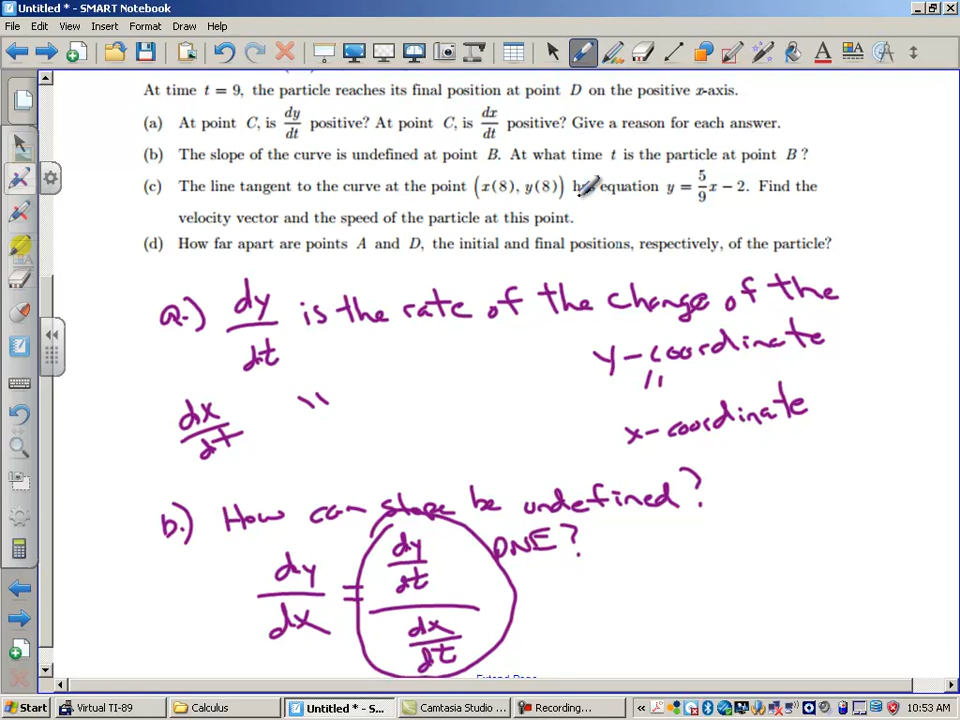 Untitled * - SMART Notebook
File Edit View Insert Format Draw Help
At time t = 9, the particle reaches its final position at point D on the positive x-axis.
(a) At point C, is dy/dt positive? At point C, is dx/dt positive? Give a reason for each answer.
(b) The slope of the curve is undefined at point B. At what time t is the particle at point B ?
(c) The line tangent to the curve at the point (x(8), y(8)) has equation y = 5/9 x − 2. Find the
velocity vector and the speed of the particle at this point.
(d) How far apart are points A and D, the initial and final positions, respectively, of the particle?
a.) dy/dt is the rate of the change of the
y-coordinate
dx/dt " "
x-coordinate
b.) How can slope be undefined?
DNE?
dy/dx = (dy/dt)/(dx/dt)
Extend Page
Start Virtual TI-89 Calculus Untitled * - S... Camtasia Studio ... Recording... 10:53 AM